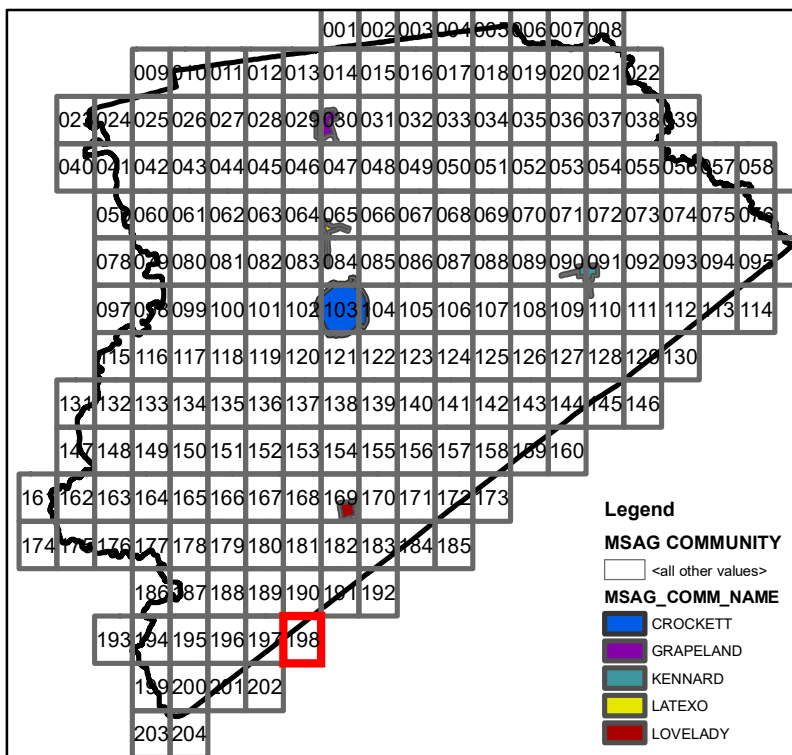 001 002 003 004 005 006 007 008
009 010 011 012 013 014 015 016 017 018 019 020 021 022
023 024 025 026 027 028 029 030 031 032 033 034 035 036 037 038 039
040 041 042 043 044 045 046 047 048 049 050 051 052 053 054 055 056 057 058
059 060 061 062 063 064 065 066 067 068 069 070 071 072 073 074 075 076
078 079 080 081 082 083 084 085 086 087 088 089 090 091 092 093 094 095
097 098 099 100 101 102 103 104 105 106 107 108 109 110 111 112 113 114
115 116 117 118 119 120 121 122 123 124 125 126 127 128 129 130
131 132 133 134 135 136 137 138 139 140 141 142 143 144 145 146
147 148 149 150 151 152 153 154 155 156 157 158 159 160
161 162 163 164 165 166 167 168 169 170 171 172 173
174 175 176 177 178 179 180 181 182 183 184 185
186 187 188 189 190 191 192
193 194 195 196 197 198
199 200 201 202
203 204
Legend
MSAG COMMUNITY
<all other values>
MSAG_COMM_NAME
CROCKETT
GRAPELAND
KENNARD
LATEXO
LOVELADY